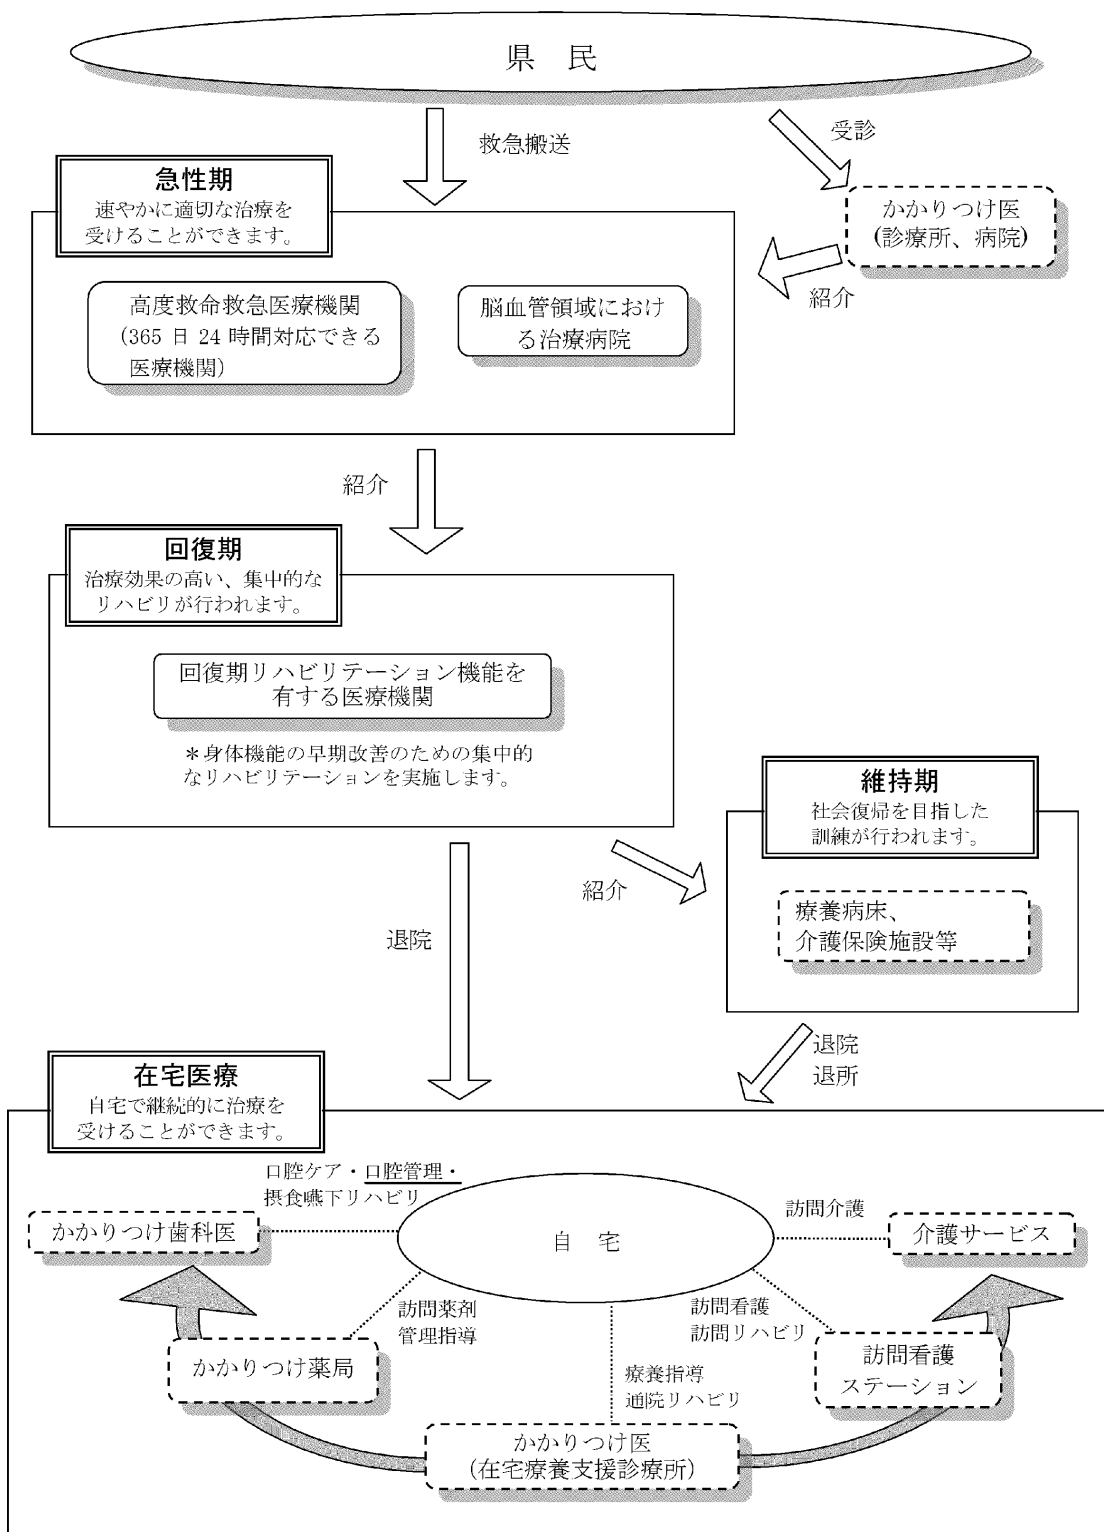 県　民
救急搬送
受診
急性期
速やかに適切な治療を
受けることができます。
かかりつけ医
(診療所、病院)
紹介
高度救命救急医療機関
(365 日 24 時間対応できる
医療機関)
脳血管領域におけ
る治療病院
紹介
回復期
治療効果の高い、集中的な
リハビリが行われます。
回復期リハビリテーション機能を
有する医療機関
＊身体機能の早期改善のための集中的
なリハビリテーションを実施します。
維持期
社会復帰を目指した
訓練が行われます。
紹介
療養病床、
介護保険施設等
退院
退院
退所
在宅医療
自宅で継続的に治療を
受けることができます。
口腔ケア・口腔管理・
摂食嚥下リハビリ
かかりつけ歯科医
自　宅
訪問介護
介護サービス
訪問薬剤
管理指導
訪問看護
訪問リハビリ
かかりつけ薬局
訪問看護
ステーション
療養指導
通院リハビリ
かかりつけ医
(在宅療養支援診療所)